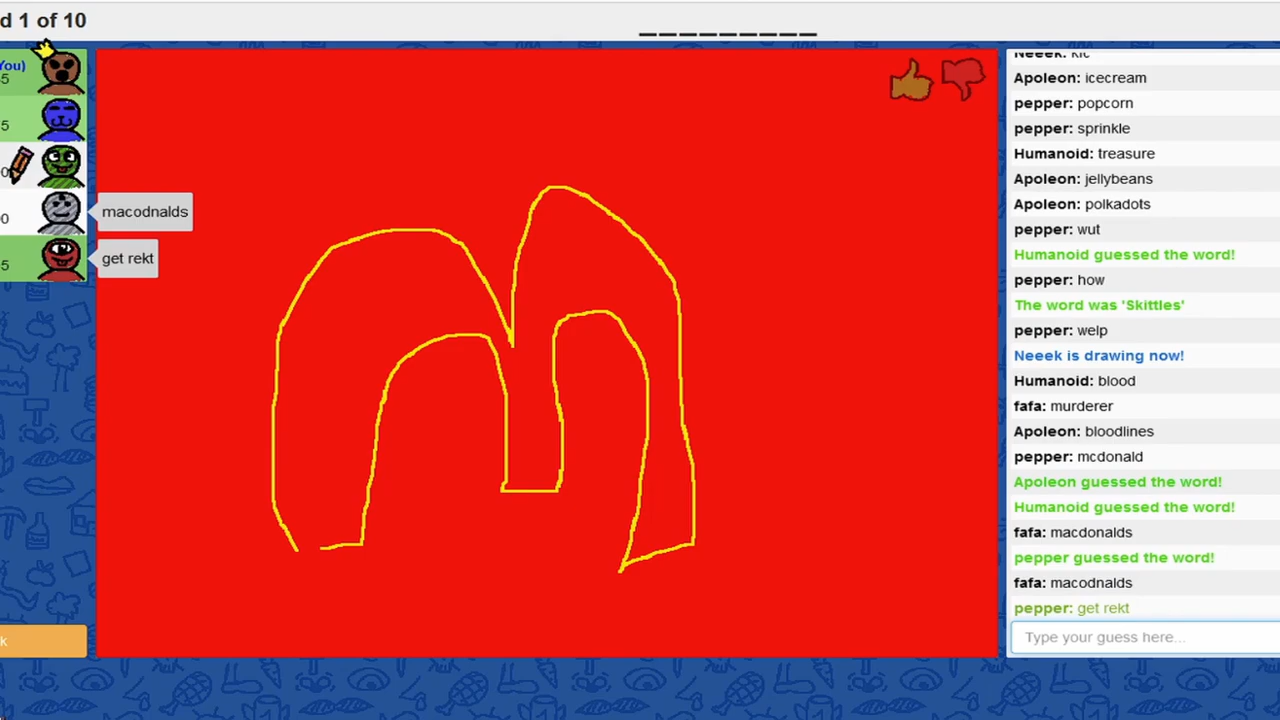 d 1 of 10
_ _ _ _ _ _ _ _ _
You)
5
5
0
0
5
macodnalds
get rekt
k
Apoleon: icecream
pepper: popcorn
pepper: sprinkle
Humanoid: treasure
Apoleon: jellybeans
Apoleon: polkadots
pepper: wut
Humanoid guessed the word!
pepper: how
The word was 'Skittles'
pepper: welp
Neeek is drawing now!
Humanoid: blood
fafa: murderer
Apoleon: bloodlines
pepper: mcdonald
Apoleon guessed the word!
Humanoid guessed the word!
fafa: macdonalds
pepper guessed the word!
fafa: macodnalds
pepper: get rekt
Type your guess here...